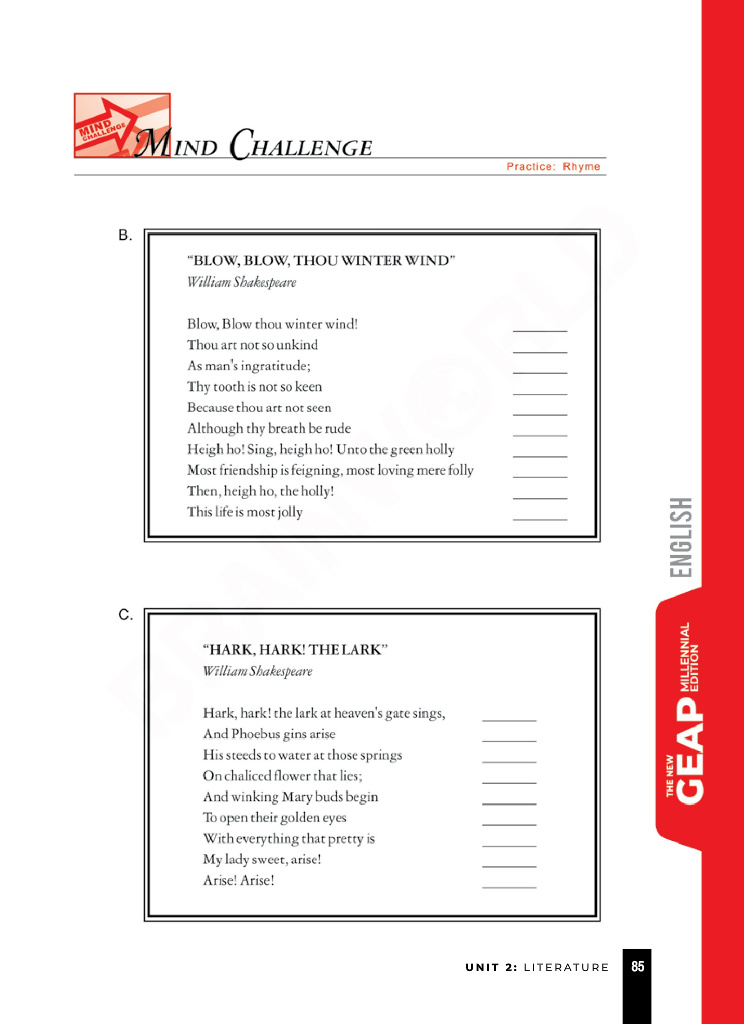 MIND CHALLENGE
MIND CHALLENGE
Practice: Rhyme
B.
“BLOW, BLOW, THOU WINTER WIND”
William Shakespeare
Blow, Blow thou winter wind! ________
Thou art not so unkind ________
As man's ingratitude; ________
Thy tooth is not so keen ________
Because thou art not seen ________
Although thy breath be rude ________
Heigh ho! Sing, heigh ho! Unto the green holly ________
Most friendship is feigning, most loving mere folly ________
Then, heigh ho, the holly! ________
This life is most jolly ________
C.
“HARK, HARK! THE LARK”
William Shakespeare
Hark, hark! the lark at heaven's gate sings, ________
And Phoebus gins arise ________
His steeds to water at those springs ________
On chaliced flower that lies; ________
And winking Mary buds begin ________
To open their golden eyes ________
With everything that pretty is ________
My lady sweet, arise! ________
Arise! Arise! ________
ENGLISH
THE NEW
GEAP
MILLENNIAL
EDITION
BRAINWORLD
UNIT 2: LITERATURE 85